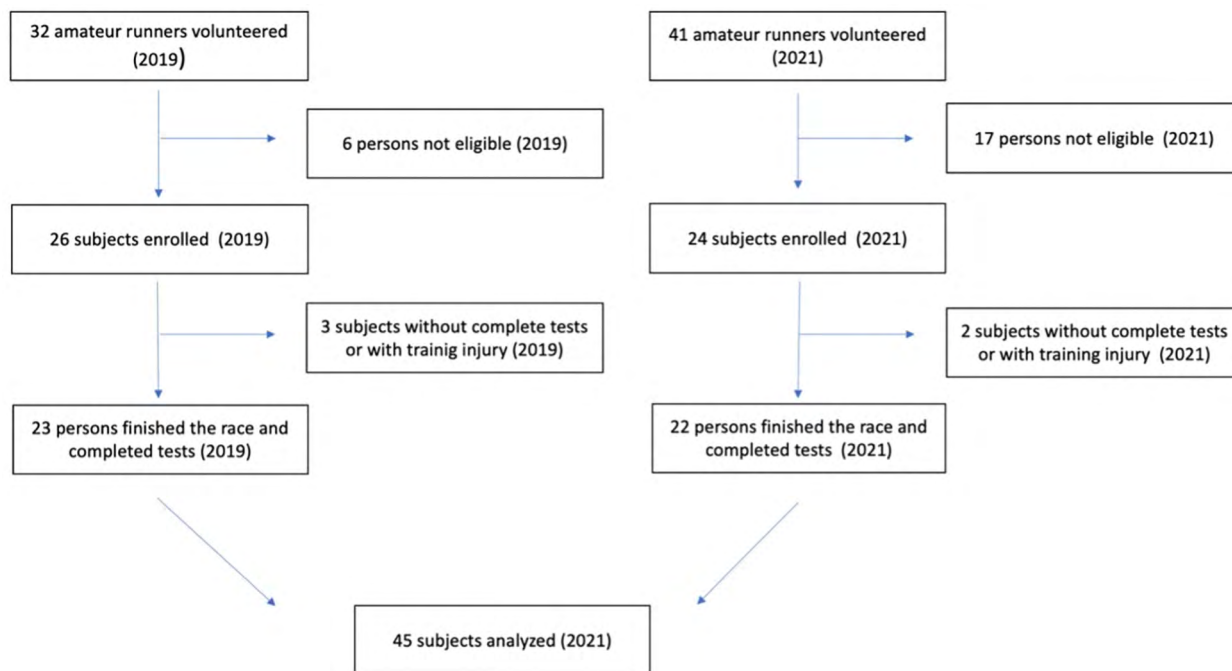 32 amateur runners volunteered
(2019)
6 persons not eligible (2019)
26 subjects enrolled (2019)
3 subjects without complete tests
or with trainig injury (2019)
23 persons finished the race and
completed tests (2019)
41 amateur runners volunteered
(2021)
17 persons not eligible (2021)
24 subjects enrolled (2021)
2 subjects without complete tests
or with training injury (2021)
22 persons finished the race and
completed tests (2021)
45 subjects analyzed (2021)